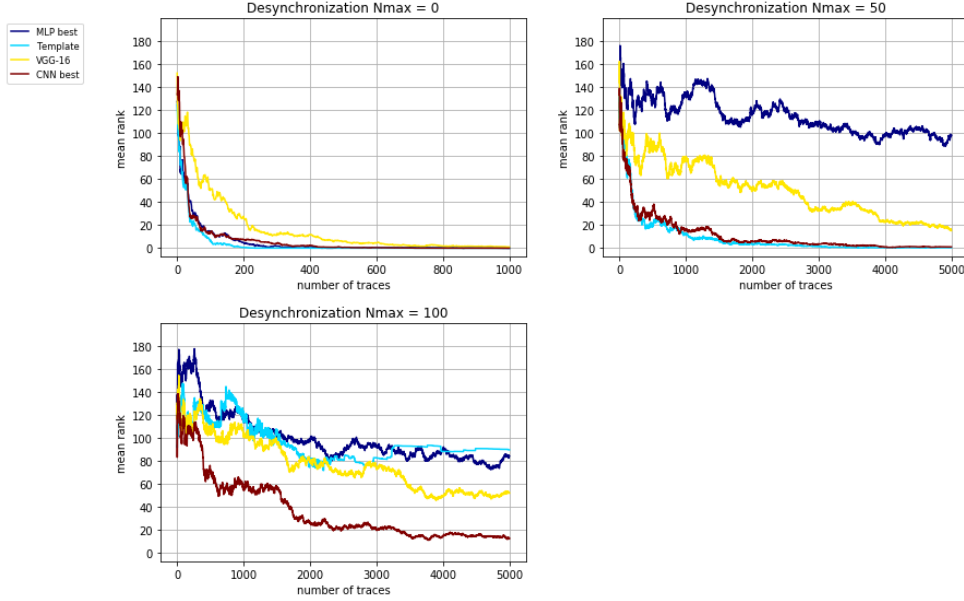 MLP best
Template
VGG-16
CNN best
Desynchronization Nmax = 0
180
160
140
120
100
80
60
40
20
0
mean rank
0 200 400 600 800 1000
number of traces
Desynchronization Nmax = 50
180
160
140
120
100
80
60
40
20
0
mean rank
0 1000 2000 3000 4000 5000
number of traces
Desynchronization Nmax = 100
180
160
140
120
100
80
60
40
20
0
mean rank
0 1000 2000 3000 4000 5000
number of traces